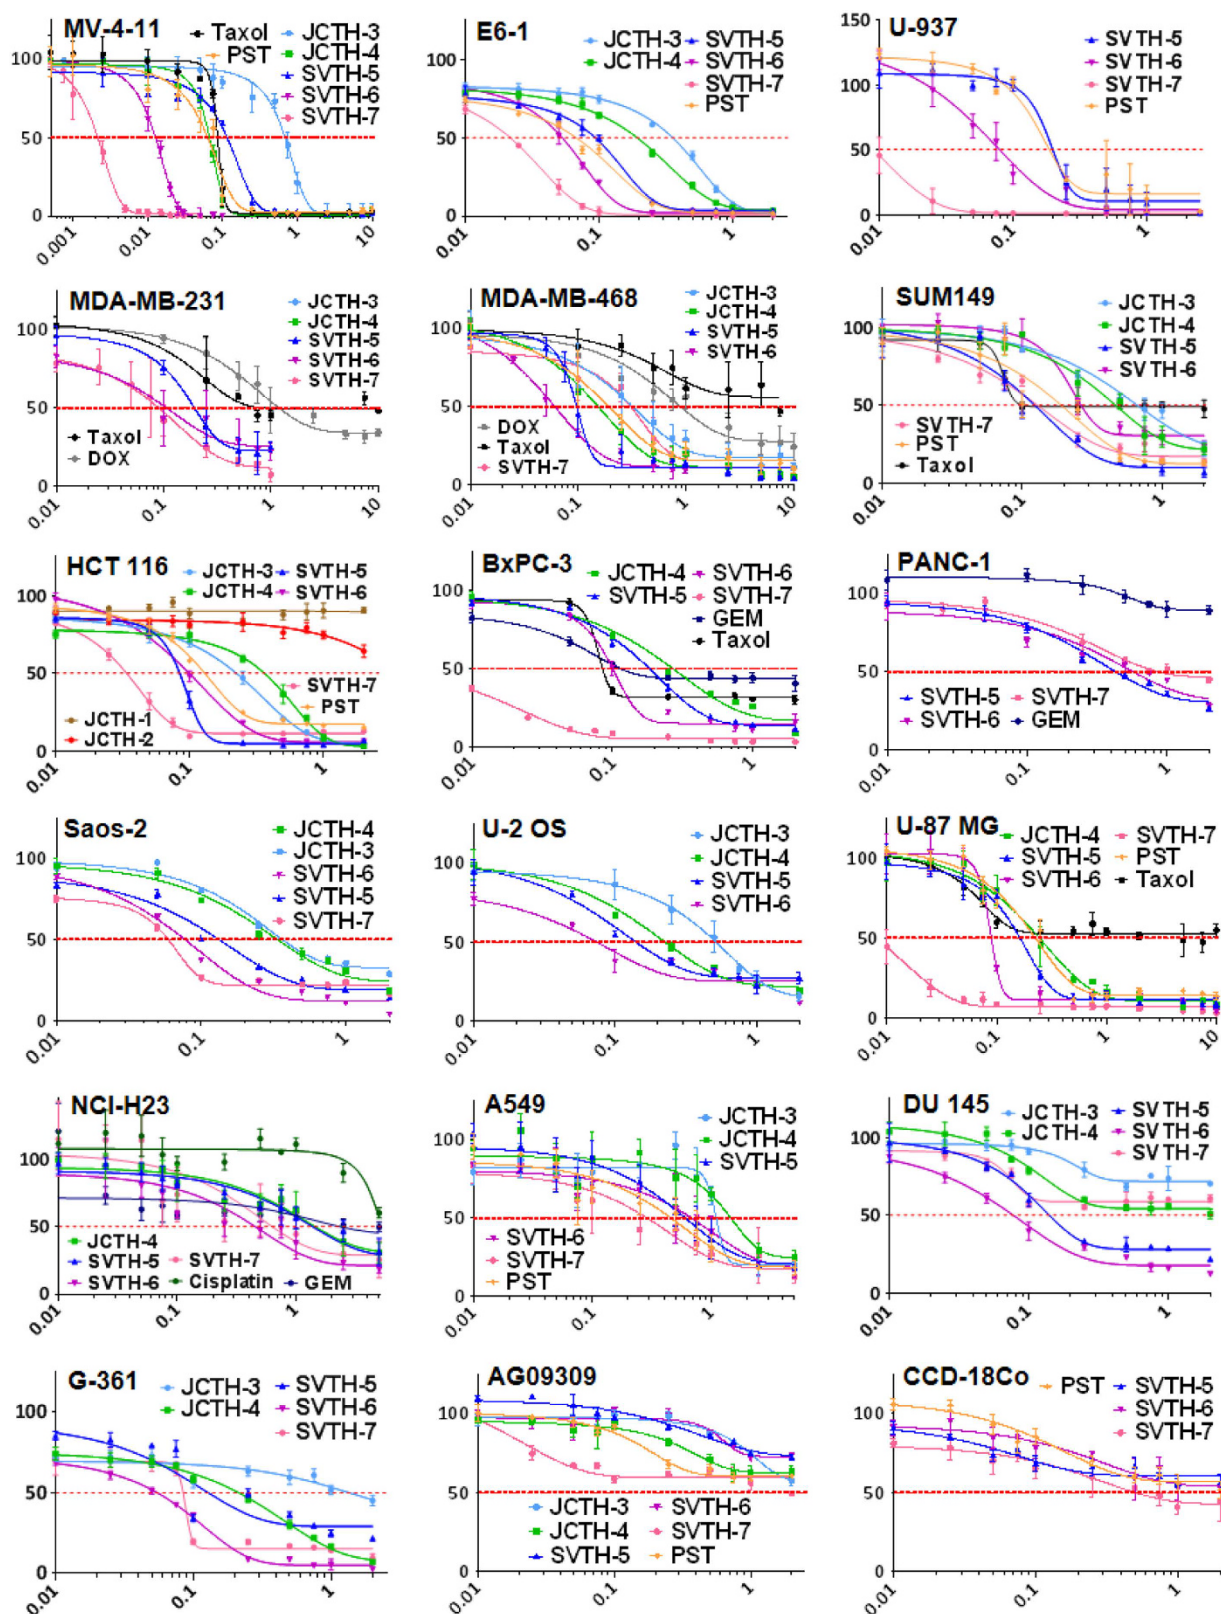 MV-4-11
Taxol
PST
JCTH-3
JCTH-4
SVTH-5
SVTH-6
SVTH-7
100
50
0
0.001
0.01
0.1
1
10
E6-1
JCTH-3
JCTH-4
SVTH-5
SVTH-6
SVTH-7
PST
100
50
0
0.01
0.1
1
U-937
SVTH-5
SVTH-6
SVTH-7
PST
150
100
50
0
0.01
0.1
1
MDA-MB-231
JCTH-3
JCTH-4
SVTH-5
SVTH-6
SVTH-7
Taxol
DOX
100
50
0
0.01
0.1
1
10
MDA-MB-468
JCTH-3
JCTH-4
SVTH-5
SVTH-6
DOX
Taxol
SVTH-7
100
50
0
0.01
0.1
1
10
SUM149
JCTH-3
JCTH-4
SVTH-5
SVTH-6
SVTH-7
PST
Taxol
100
50
0
0.01
0.1
1
HCT 116
JCTH-3
JCTH-4
SVTH-5
SVTH-6
SVTH-7
PST
JCTH-1
JCTH-2
100
50
0
0.01
0.1
1
BxPC-3
JCTH-4
SVTH-5
SVTH-6
SVTH-7
GEM
Taxol
100
50
0
0.01
0.1
1
PANC-1
SVTH-5
SVTH-6
SVTH-7
GEM
100
50
0
0.01
0.1
1
Saos-2
JCTH-4
JCTH-3
SVTH-6
SVTH-5
SVTH-7
100
50
0
0.01
0.1
1
U-2 OS
JCTH-3
JCTH-4
SVTH-5
SVTH-6
100
50
0
0.01
0.1
1
U-87 MG
JCTH-4
SVTH-5
SVTH-6
SVTH-7
PST
Taxol
100
50
0
0.01
0.1
1
10
NCI-H23
JCTH-4
SVTH-5
SVTH-6
SVTH-7
Cisplatin
GEM
100
50
0
0.01
0.1
1
A549
JCTH-3
JCTH-4
SVTH-5
SVTH-6
SVTH-7
PST
100
50
0
0.01
0.1
1
DU 145
JCTH-3
JCTH-4
SVTH-5
SVTH-6
SVTH-7
100
50
0
0.01
0.1
1
G-361
JCTH-3
JCTH-4
SVTH-5
SVTH-6
SVTH-7
100
50
0
0.01
0.1
1
AG09309
JCTH-3
JCTH-4
SVTH-5
SVTH-6
SVTH-7
PST
100
50
0
0.01
0.1
1
CCD-18Co
PST
SVTH-5
SVTH-6
SVTH-7
100
50
0
0.01
0.1
1